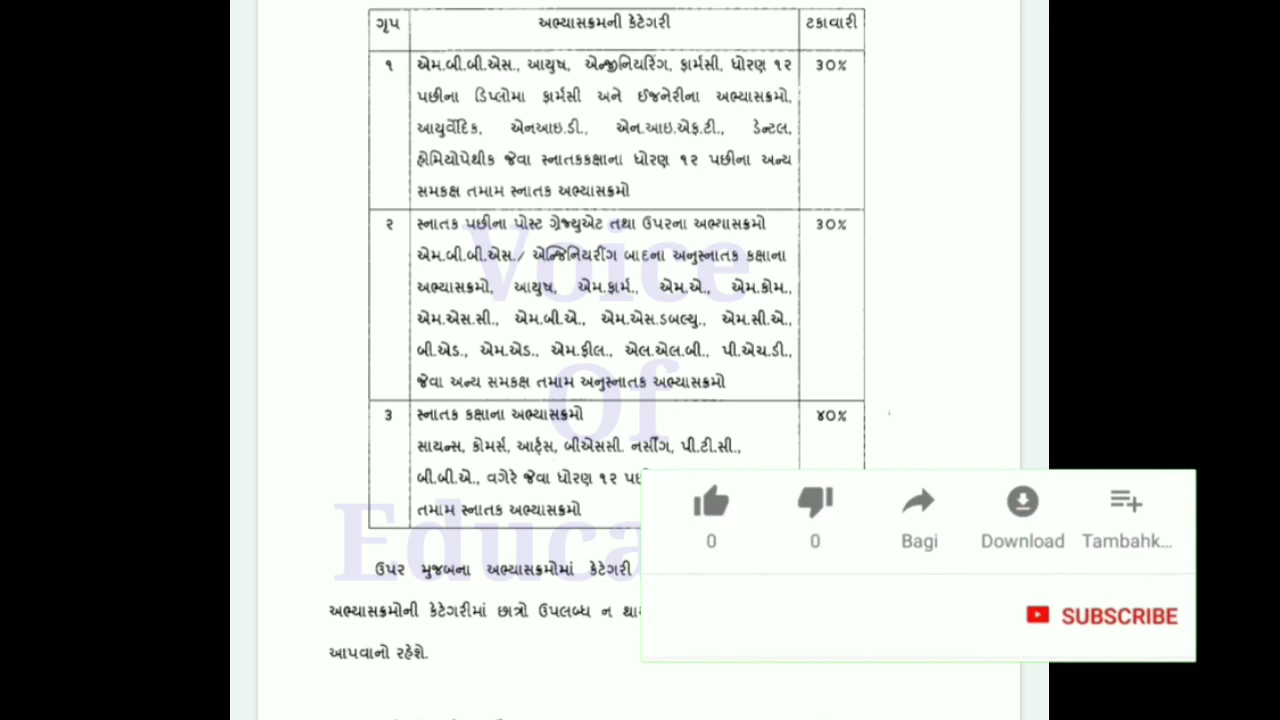 ગૃપ અભ્યાસક્રમની કેટેગરી ટકાવારી
૧ એમ.બી.બી.એસ., આયુષ, એન્જીનિયરિંગ, ફાર્મસી, ધોરણ ૧૨ ૩૦%
પછીના ડિપ્લોમા ફાર્મસી અને ઈજનેરીના અભ્યાસક્રમો,
આયુર્વેદિક, એનઆઇ.ડી., એન.આઇ.એફ.ટી., ડેન્ટલ,
હોમિયોપેથીક જેવા સ્નાતકકક્ષાના ધોરણ ૧૨ પછીના અન્ય
સમકક્ષ તમામ સ્નાતક અભ્યાસક્રમો
૨ સ્નાતક પછીના પોસ્ટ ગ્રેજ્યુએટ તથા ઉપરના અભ્યાસક્રમો ૩૦%
એમ.બી.બી.એસ./ એન્જિનિયરીંગ બાદના અનુસ્નાતક કક્ષાના
અભ્યાસક્રમો, આયુષ, એમ.ફાર્મ., એમ.એ., એમ.કોમ.,
એમ.એસ.સી., એમ.બી.એ., એમ.એસ.ડબલ્યુ., એમ.સી.એ.,
બી.એડ., એમ.એડ., એમ.ફીલ., એલ.એલ.બી., પી.એચ.ડી.,
જેવા અન્ય સમકક્ષ તમામ અનુસ્નાતક અભ્યાસક્રમો
૩ સ્નાતક કક્ષાના અભ્યાસક્રમો ૪૦%
સાયન્સ, કોમર્સ, આર્ટ્સ, બીએસસી. નર્સીંગ, પી.ટી.સી.,
બી.બી.એ., વગેરે જેવા ધોરણ ૧૨
તમામ સ્નાતક અભ્યાસક્રમો
ઉપર મુજબના અભ્યાસક્રમોમાં કેટેગરી
અભ્યાસક્રમોની કેટેગરીમાં છાત્રો ઉપલબ્ધ ન
આપવાનો રહેશે.
Voice
Of
0 0 Bagi Download Tambahk...
SUBSCRIBE